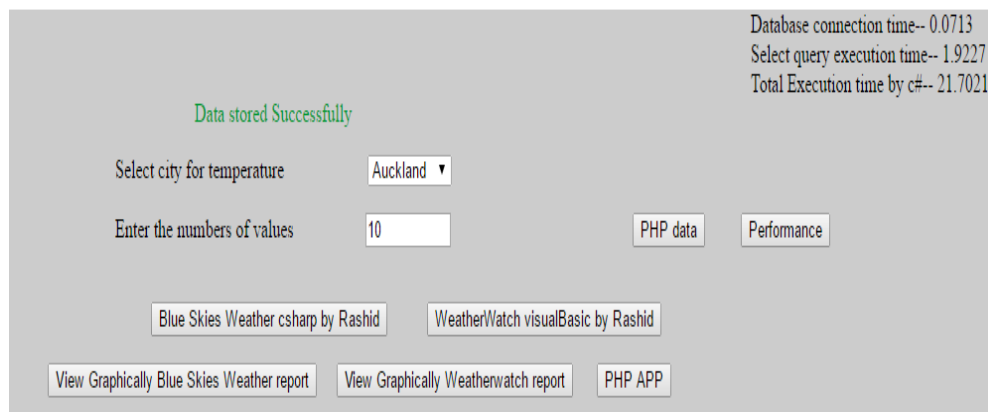 Database connection time-- 0.0713
Select query execution time-- 1.9227
Total Execution time by c#-- 21.7021
Data stored Successfully
Select city for temperature Auckland
Enter the numbers of values 10 PHP data Performance
Blue Skies Weather csharp by Rashid WeatherWatch visualBasic by Rashid
View Graphically Blue Skies Weather report View Graphically Weatherwatch report PHP APP